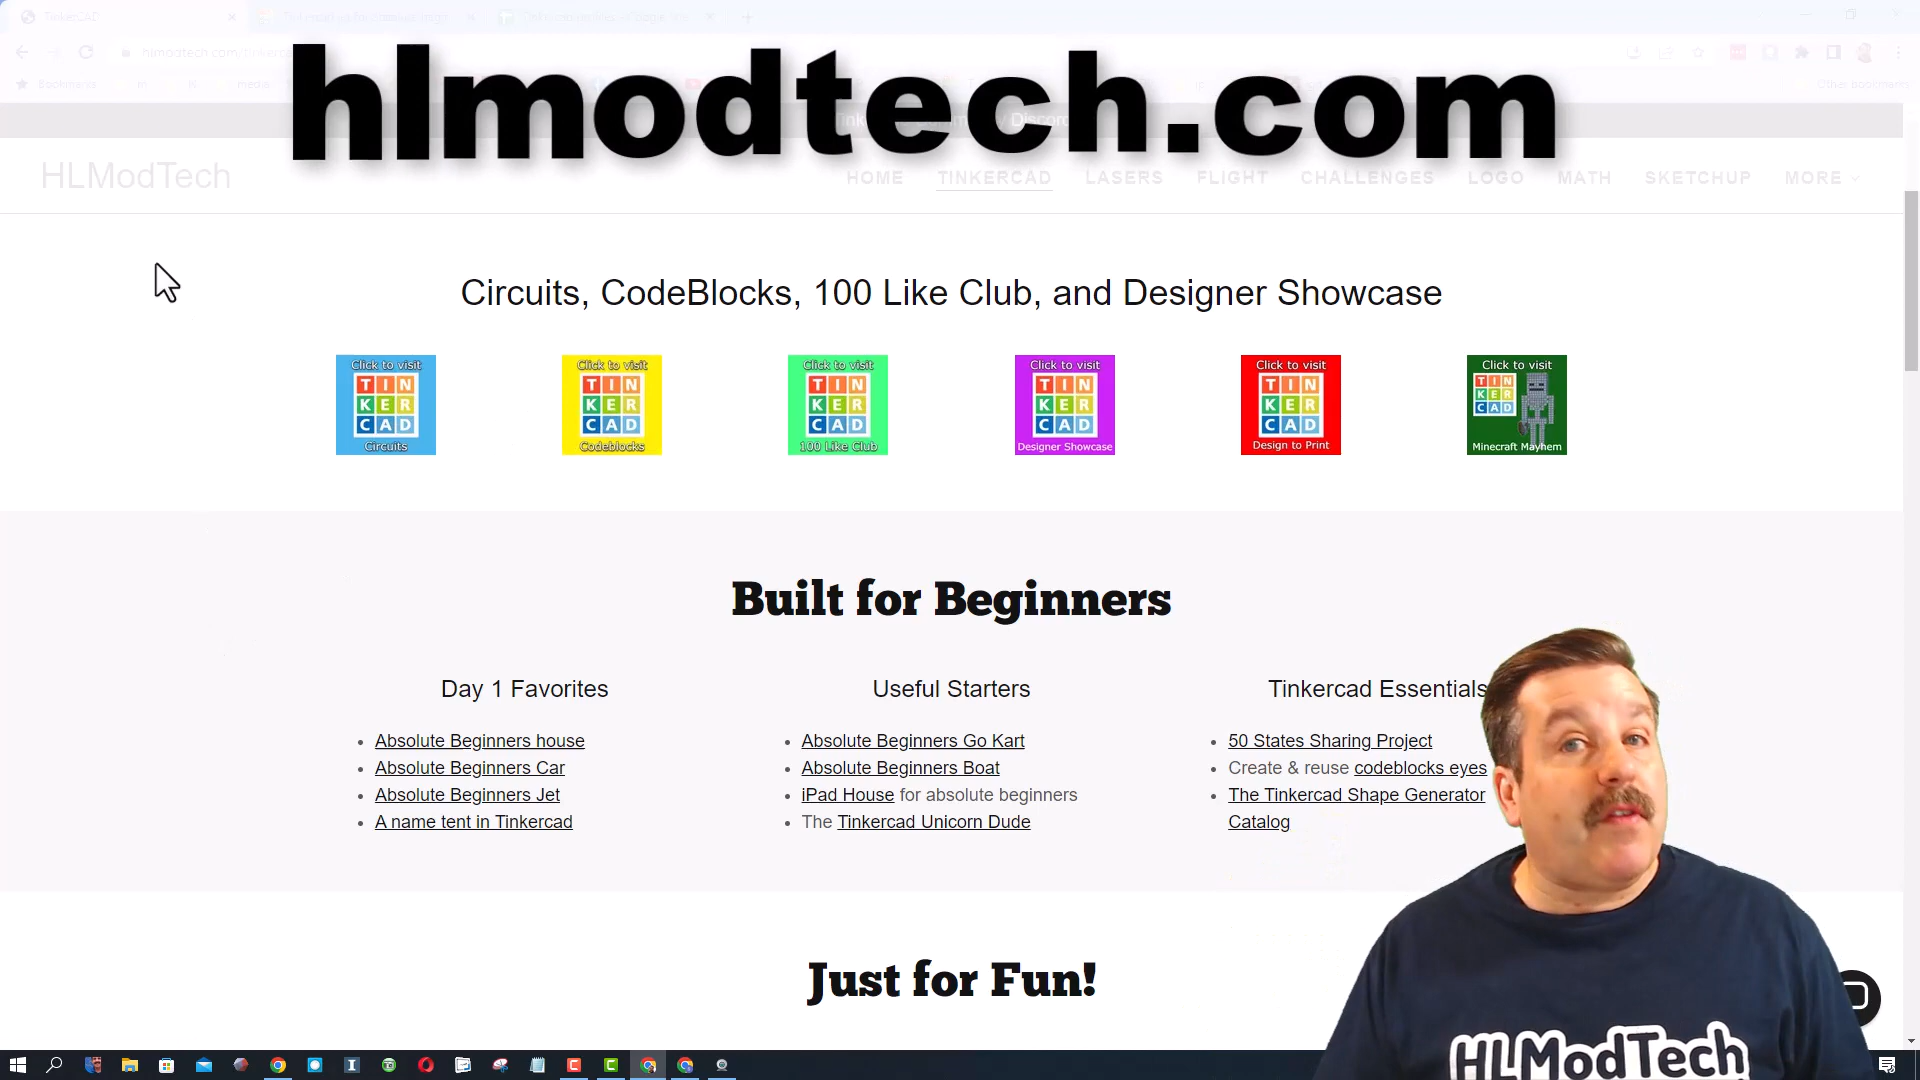 TinkerCAD
hlmodtech.com
Bookmarks
media
Other bookmarks
HLModTech
HOME TINKERCAD LASERS FLIGHT CHALLENGES LOGO MATH SKETCHUP MORE
Circuits, CodeBlocks, 100 Like Club, and Designer Showcase
Click to visit
TIN
KER
CAD
Circuits
Click to visit
TIN
KER
CAD
Codeblocks
Click to visit
TIN
KER
CAD
100 Like Club
Click to visit
TIN
KER
CAD
Designer Showcase
Click to visit
TIN
KER
CAD
Design to Print
Click to visit
TIN
KER
CAD
Minecraft Mayhem
Built for Beginners
Day 1 Favorites
Absolute Beginners house
Absolute Beginners Car
Absolute Beginners Jet
A name tent in Tinkercad
Useful Starters
Absolute Beginners Go Kart
Absolute Beginners Boat
iPad House for absolute beginners
The Tinkercad Unicorn Dude
Tinkercad Essentials
50 States Sharing Project
Create & reuse codeblocks eyes
The Tinkercad Shape Generator
Catalog
Just for Fun!
HLModTech